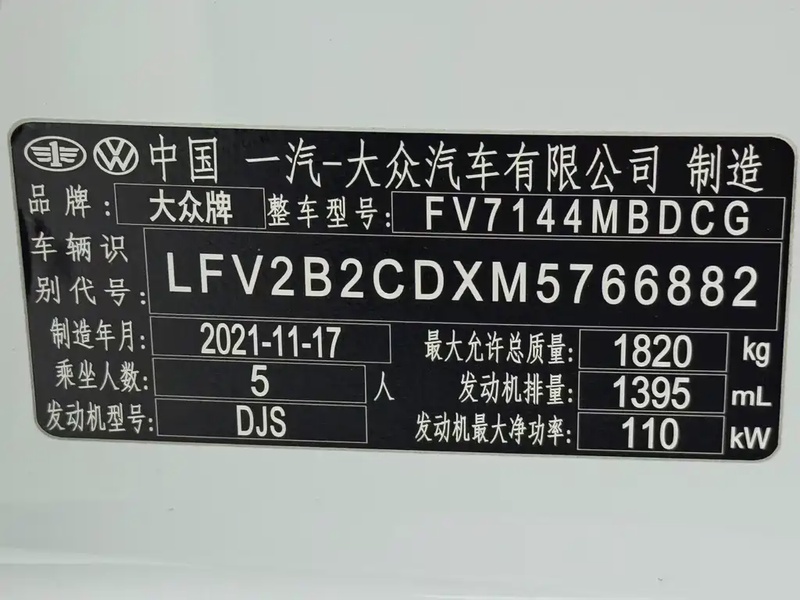 中国 一汽-大众汽车有限公司 制造
品牌: 大众牌 整车型号: FV7144MBDCG
车辆识别代号: LFV2B2CDXM5766882
制造年月: 2021-11-17 最大允许总质量: 1820 kg
乘坐人数: 5 人 发动机排量: 1395 mL
发动机型号: DJS 发动机最大净功率: 110 kW